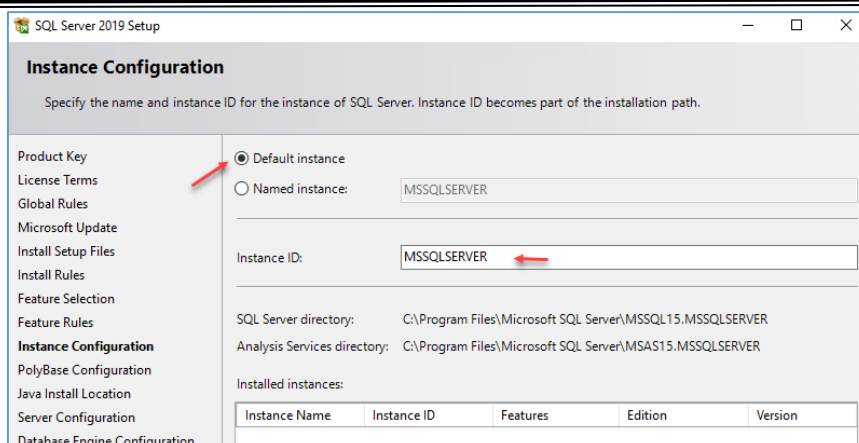 SQL Server 2019 Setup
Instance Configuration
Specify the name and instance ID for the instance of SQL Server. Instance ID becomes part of the installation path.
Product Key
License Terms
Global Rules
Microsoft Update
Install Setup Files
Install Rules
Feature Selection
Feature Rules
Instance Configuration
PolyBase Configuration
Java Install Location
Server Configuration
Database Engine Configuration
Default instance
Named instance: MSSQLSERVER
Instance ID: MSSQLSERVER
SQL Server directory: C:\Program Files\Microsoft SQL Server\MSSQL15.MSSQLSERVER
Analysis Services directory: C:\Program Files\Microsoft SQL Server\MSAS15.MSSQLSERVER
Installed instances:
Instance Name Instance ID Features Edition Version